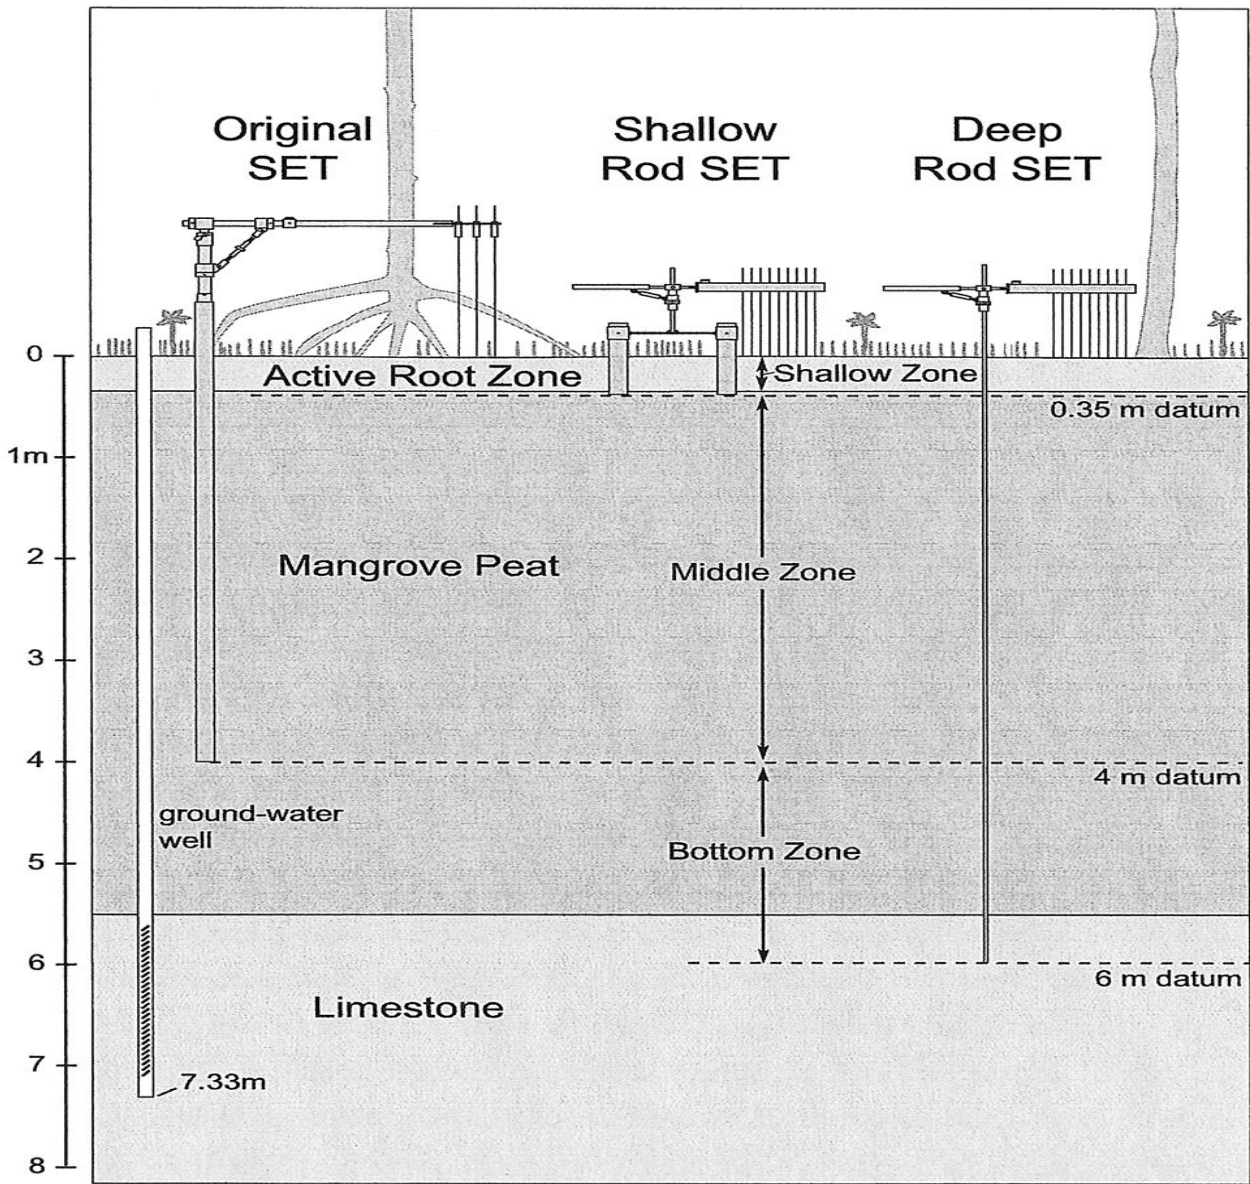 Original
SET
Shallow
Rod SET
Deep
Rod SET
0
Active Root Zone
Shallow Zone
0.35 m datum
1m
2
Mangrove Peat
Middle Zone
3
4
4 m datum
ground-water
well
5
Bottom Zone
6
6 m datum
Limestone
7
7.33m
8